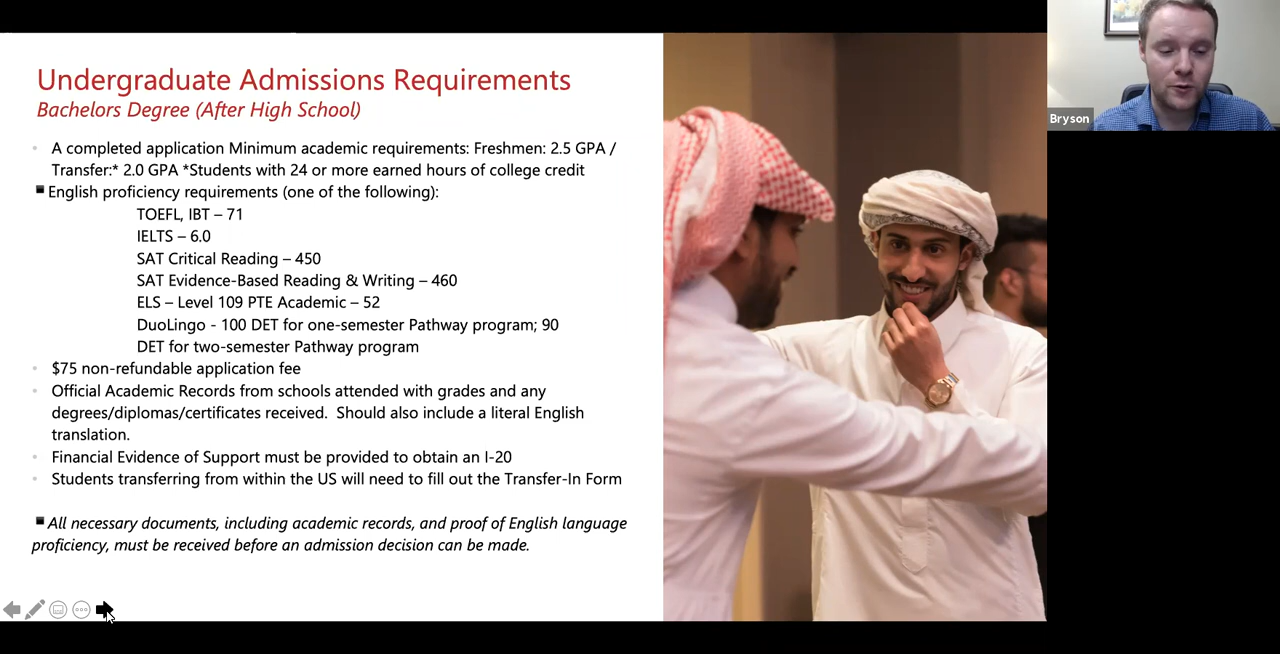 Undergraduate Admissions Requirements
Bachelors Degree (After High School)
A completed application Minimum academic requirements: Freshmen: 2.5 GPA /
Transfer:* 2.0 GPA *Students with 24 or more earned hours of college credit
English proficiency requirements (one of the following):
TOEFL, IBT – 71
IELTS – 6.0
SAT Critical Reading – 450
SAT Evidence-Based Reading & Writing – 460
ELS – Level 109 PTE Academic – 52
DuoLingo - 100 DET for one-semester Pathway program; 90
DET for two-semester Pathway program
$75 non-refundable application fee
Official Academic Records from schools attended with grades and any
degrees/diplomas/certificates received.  Should also include a literal English
translation.
Financial Evidence of Support must be provided to obtain an I-20
Students transferring from within the US will need to fill out the Transfer-In Form
All necessary documents, including academic records, and proof of English language
proficiency, must be received before an admission decision can be made.
Bryson